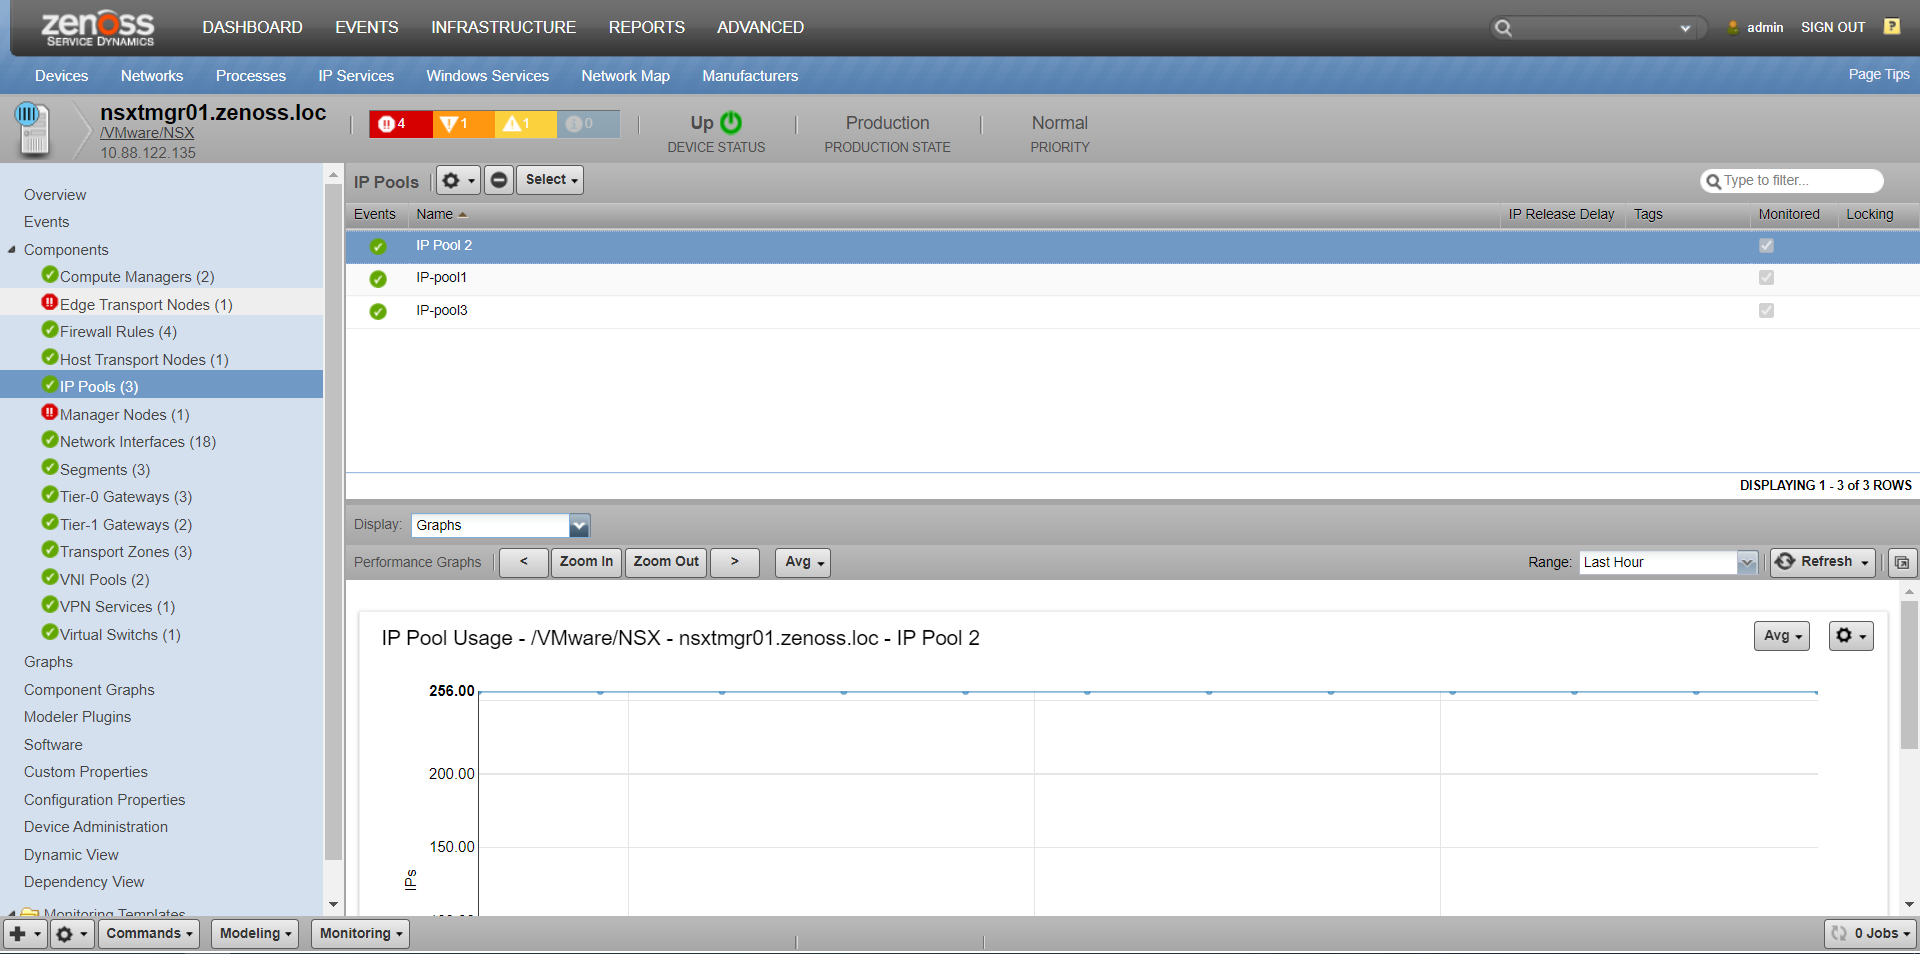 zenoss
SERVICE DYNAMICS
DASHBOARD EVENTS INFRASTRUCTURE REPORTS ADVANCED
admin SIGN OUT ?
Devices Networks Processes IP Services Windows Services Network Map Manufacturers
Page Tips
nsxtmgr01.zenoss.loc
/VMware/NSX
10.88.122.135
4 1 1 0
Up
DEVICE STATUS
Production
PRODUCTION STATE
Normal
PRIORITY
Overview
Events
Components
Compute Managers (2)
Edge Transport Nodes (1)
Firewall Rules (4)
Host Transport Nodes (1)
IP Pools (3)
Manager Nodes (1)
Network Interfaces (18)
Segments (3)
Tier-0 Gateways (3)
Tier-1 Gateways (2)
Transport Zones (3)
VNI Pools (2)
VPN Services (1)
Virtual Switchs (1)
Graphs
Component Graphs
Modeler Plugins
Software
Custom Properties
Configuration Properties
Device Administration
Dynamic View
Dependency View
Monitoring Templates
IP Pools
Select
Type to filter...
Events Name IP Release Delay Tags Monitored Locking
IP Pool 2
IP-pool1
IP-pool3
DISPLAYING 1 - 3 of 3 ROWS
Display: Graphs
Performance Graphs < Zoom In Zoom Out > Avg
Range: Last Hour Refresh
IP Pool Usage - /VMware/NSX - nsxtmgr01.zenoss.loc - IP Pool 2
Avg
256.00
200.00
150.00
IPs
Commands Modeling Monitoring
0 Jobs